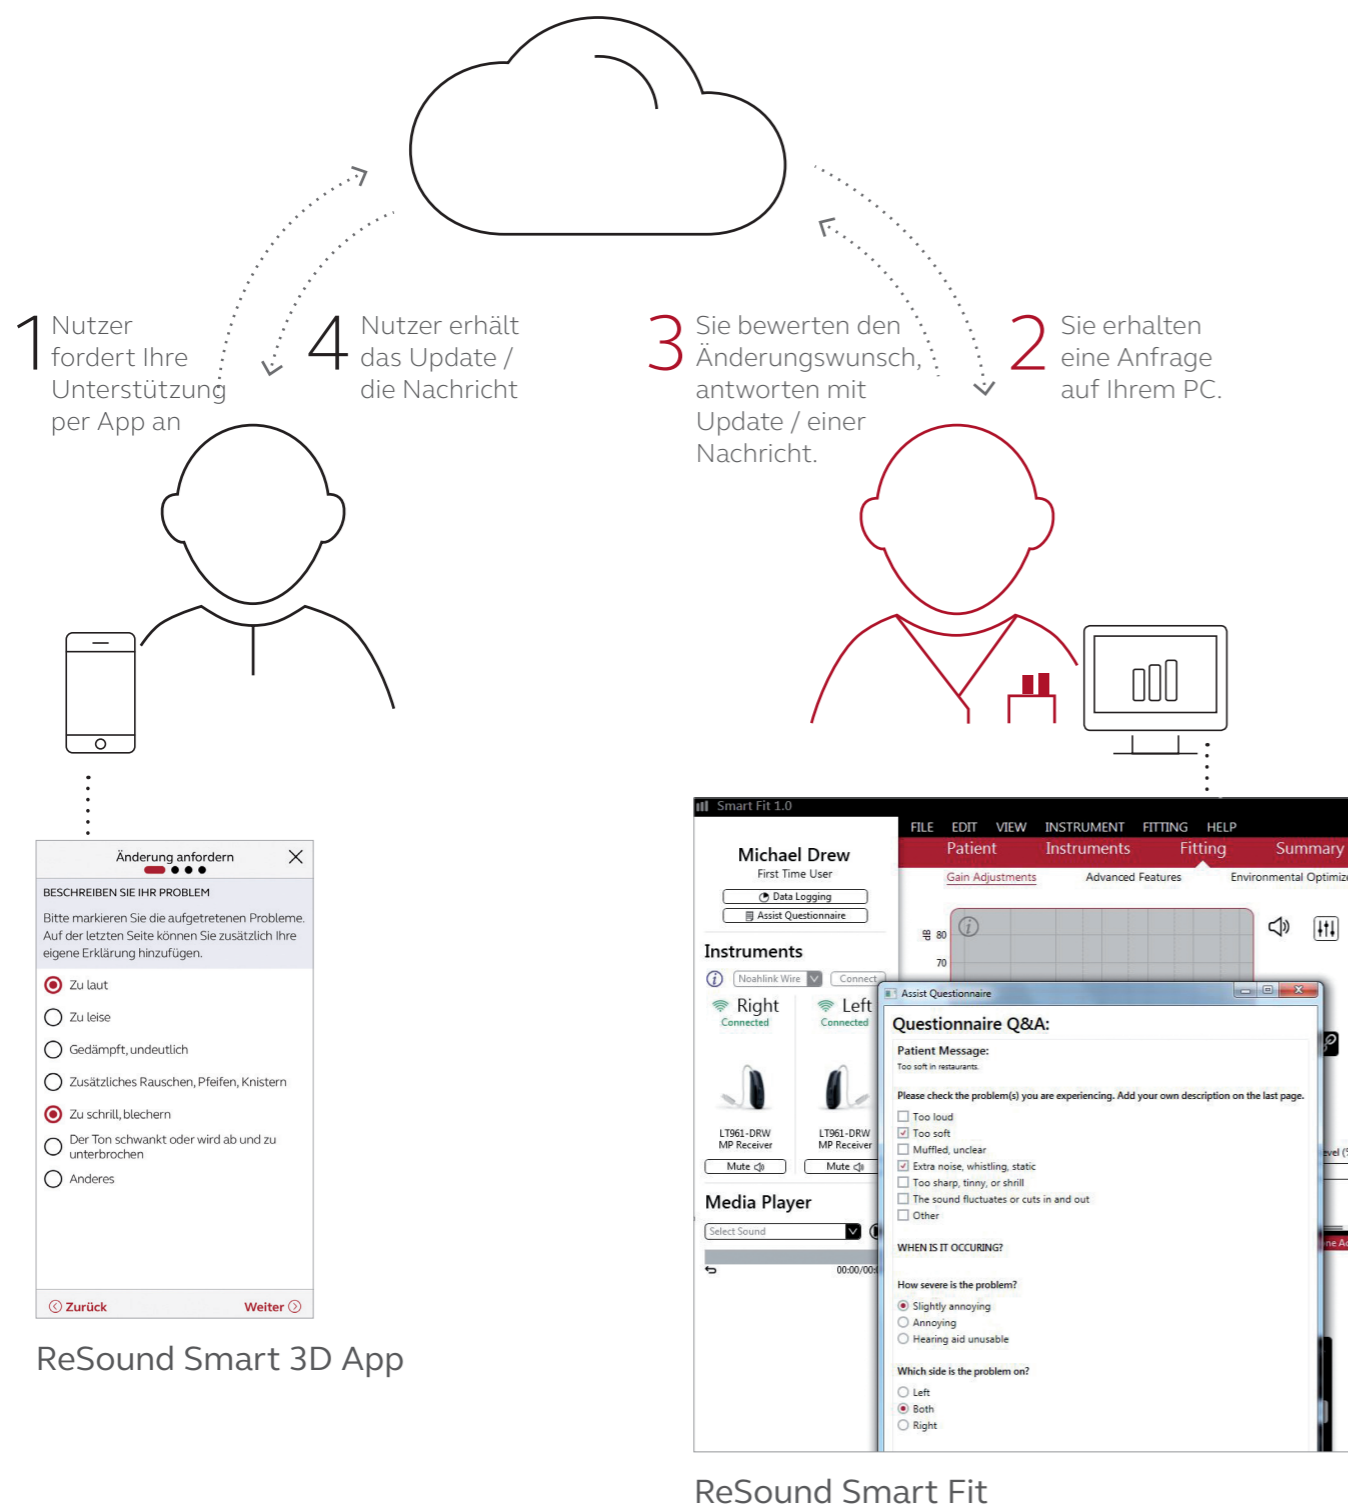 1 Nutzer
fordert Ihre
Unterstützung
per App an
4 Nutzer erhält
das Update /
die Nachricht
3 Sie bewerten den
Änderungswunsch,
antworten mit
Update / einer
Nachricht.
2 Sie erhalten
eine Anfrage
auf Ihrem PC.
Änderung anfordern
BESCHREIBEN SIE IHR PROBLEM
Bitte markieren Sie die aufgetretenen Probleme.
Auf der letzten Seite können Sie zusätzlich Ihre
eigene Erklärung hinzufügen.
Zu laut
Zu leise
Gedämpft, undeutlich
Zusätzliches Rauschen, Pfeifen, Knistern
Zu schrill, blechern
Der Ton schwankt oder wird ab und zu
unterbrochen
Anderes
Zurück Weiter
ReSound Smart 3D App
Smart Fit 1.0
FILE EDIT VIEW INSTRUMENT FITTING HELP
Patient Instruments Fitting Summary
Gain Adjustments Advanced Features Environmental Optimize
Michael Drew
First Time User
Data Logging
Assist Questionnaire
Instruments
Noahlink Wire Connect
Right Left
Connected Connected
LT961-DRW LT961-DRW
MP Receiver MP Receiver
Mute Mute
Media Player
Select Sound
00:00/00:
dB 80
70
Assist Questionnaire
Questionnaire Q&A:
Patient Message:
Too soft in restaurants.
Please check the problem(s) you are experiencing. Add your own description on the last page.
Too loud
Too soft
Muffled, unclear
Extra noise, whistling, static
Too sharp, tinny, or shrill
The sound fluctuates or cuts in and out
Other
WHEN IS IT OCCURING?
How severe is the problem?
Slightly annoying
Annoying
Hearing aid unusable
Which side is the problem on?
Left
Both
Right
ReSound Smart Fit